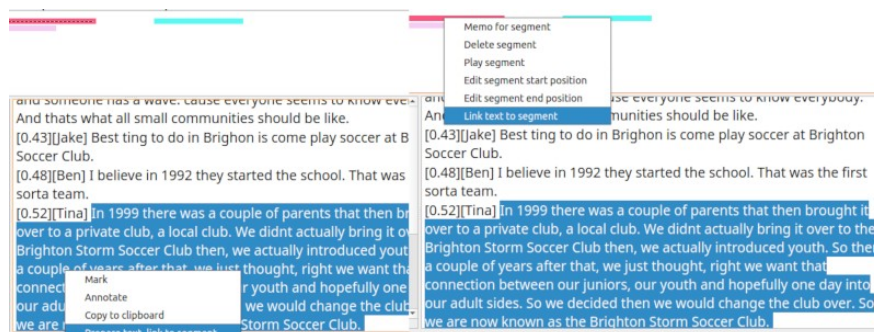 Memo for segment
Delete segment
Play segment
Edit segment start position
Edit segment end position
Link text to segment
and someone has a wave. cause everyone seems to know
And thats what all small communities should be like.
[0.43][Jake] Best ting to do in Brighon is come play soccer at B
Soccer Club.
[0.48][Ben] I believe in 1992 they started the school. That was
sorta team.
[0.52][Tina] In 1999 there was a couple of parents that then br
over to a private club, a local club. We didnt actually bring it ov
Brighton Storm Soccer Club then, we actually introduced yout
a couple of years after that, we just thought, right we want tha
connect r youth and hopefully one
our adu we would change the club
we are Storm Soccer Club.
Mark
Annotate
Copy to clipboard
Prepare text_link to segment
use everyone seems to know everybody.
An munities should be like.
[0.43][Jake] Best ting to do in Brighon is come play soccer at Brighton
Soccer Club.
[0.48][Ben] I believe in 1992 they started the school. That was the first
sorta team.
[0.52][Tina] In 1999 there was a couple of parents that then brought it
over to a private club, a local club. We didnt actually bring it over to the
Brighton Storm Soccer Club then, we actually introduced youth. So the
a couple of years after that, we just thought, right we want that
connection between our juniors, our youth and hopefully one day into
our adult sides. So we decided then we would change the club over. So
we are now known as the Brighton Storm Soccer Club.